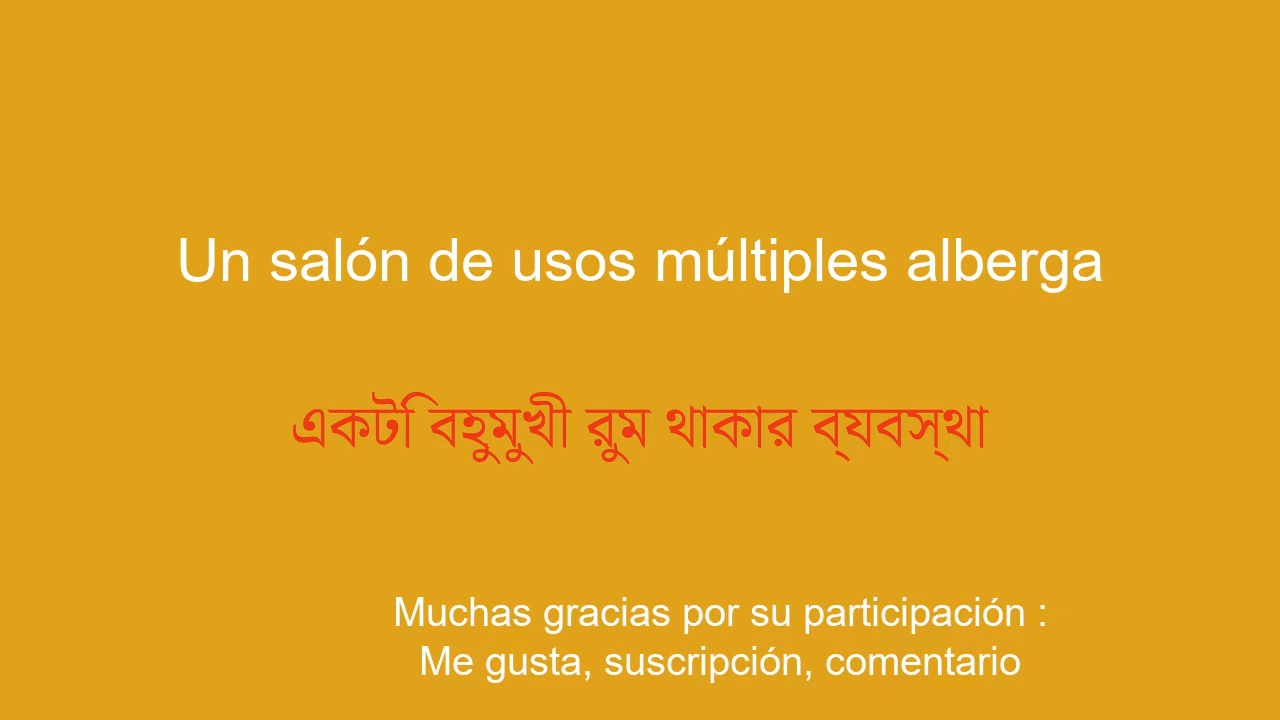 Un salón de usos múltiples alberga
একটি বহুমুখী রুম থাকার ব্যবস্থা
Muchas gracias por su participación :
Me gusta, suscripción, comentario